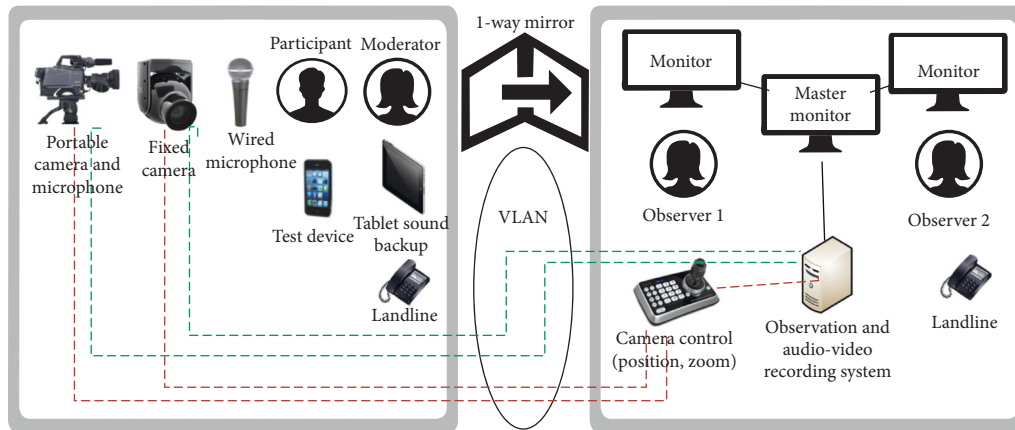 1-way mirror
Participant
Moderator
Portable
camera and
microphone
Fixed
camera
Wired
microphone
Test device
Tablet sound
backup
Landline
VLAN
Monitor
Master
monitor
Monitor
Observer 1
Observer 2
Camera control
(position, zoom)
Observation and
audio-video
recording system
Landline